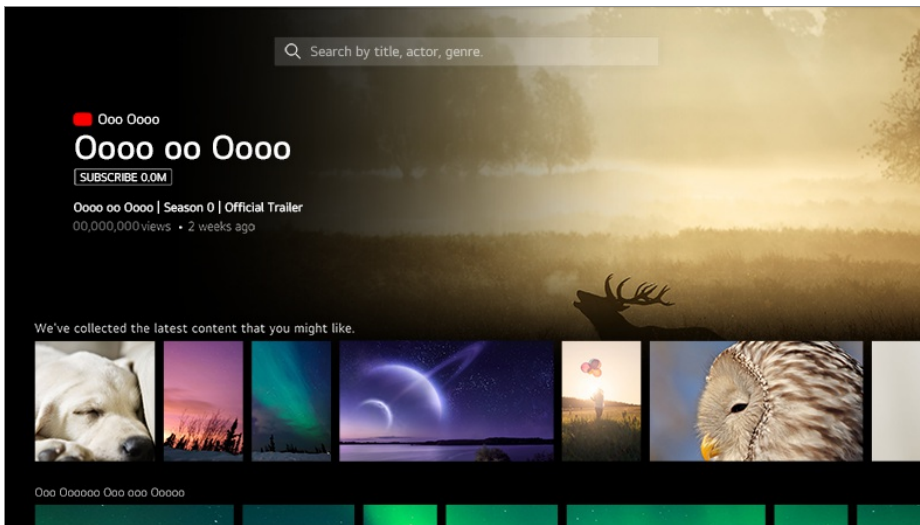 Search by title, actor, genre.
Ooo Oooo
Oooo oo Oooo
SUBSCRIBE 0.0M
Oooo oo Oooo | Season 0 | Official Trailer
00,000,000 views • 2 weeks ago
We've collected the latest content that you might like.
Ooo Oooooo Ooo ooo Ooooo